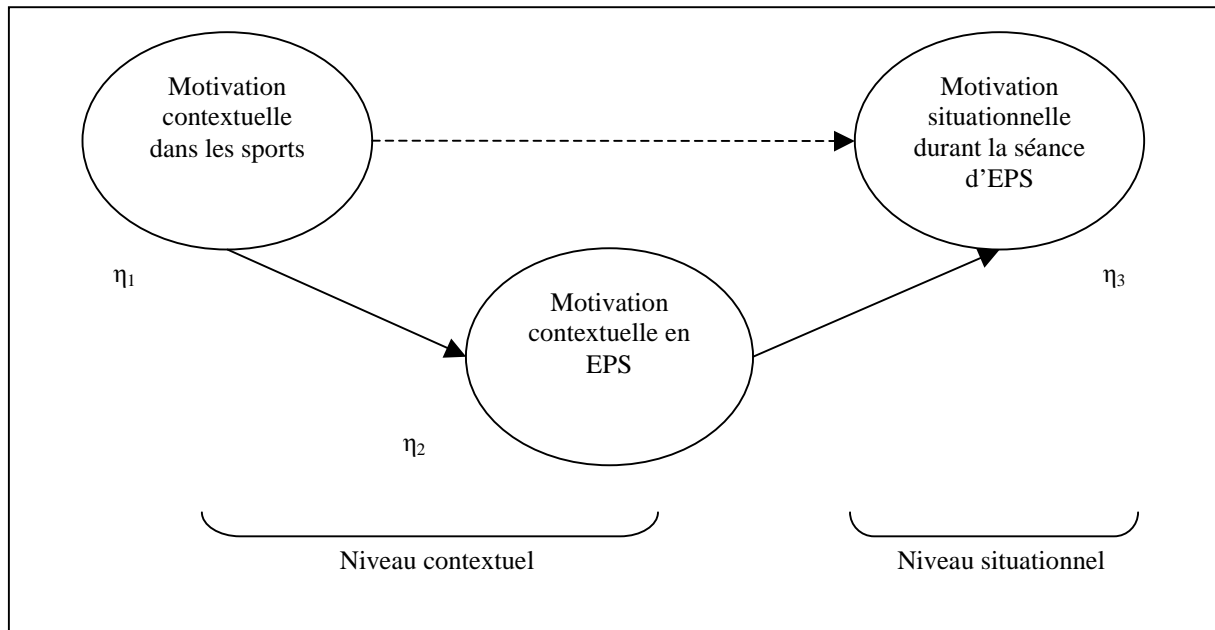 Motivation
contextuelle
dans les sports
Motivation
situationnelle
durant la séance
d’EPS
η1
η3
Motivation
contextuelle en
EPS
η2
Niveau contextuel
Niveau situationnel